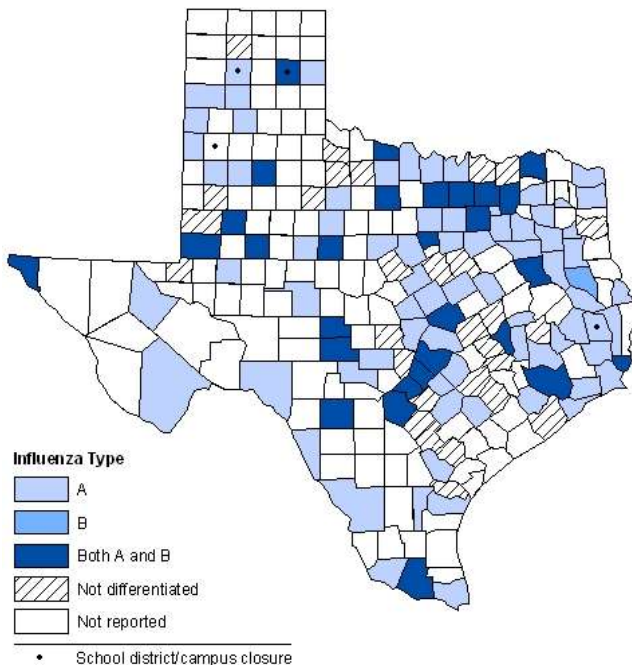 Influenza Type
A
B
Both A and B
Not differentiated
Not reported
School district/campus closure